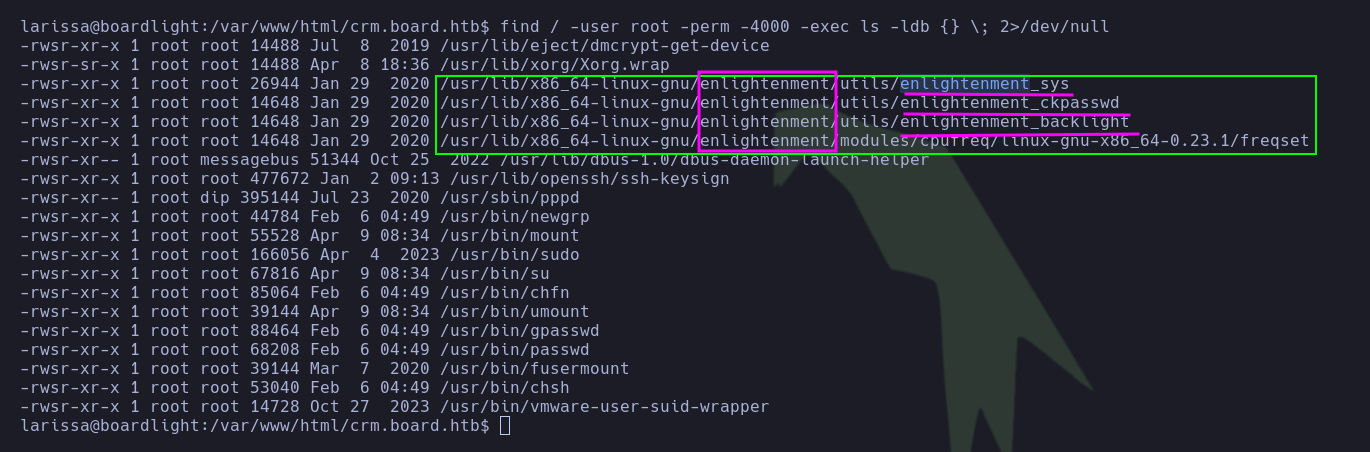 larissa@boardlight:/var/www/html/crm.board.htb$ find / -user root -perm -4000 -exec ls -ldb {} \; 2>/dev/null
-rwsr-xr-x 1 root root 14488 Jul  8  2019 /usr/lib/eject/dmcrypt-get-device
-rwsr-sr-x 1 root root 14488 Apr  8 18:36 /usr/lib/xorg/Xorg.wrap
-rwsr-xr-x 1 root root 26944 Jan 29  2020 /usr/lib/x86_64-linux-gnu/enlightenment/utils/enlightenment_sys
-rwsr-xr-x 1 root root 14648 Jan 29  2020 /usr/lib/x86_64-linux-gnu/enlightenment/utils/enlightenment_ckpasswd
-rwsr-xr-x 1 root root 14648 Jan 29  2020 /usr/lib/x86_64-linux-gnu/enlightenment/utils/enlightenment_backlight
-rwsr-xr-x 1 root root 14648 Jan 29  2020 /usr/lib/x86_64-linux-gnu/enlightenment/modules/cpufreq/linux-gnu-x86_64-0.23.1/freqset
-rwsr-xr-- 1 root messagebus 51344 Oct 25  2022 /usr/lib/dbus-1.0/dbus-daemon-launch-helper
-rwsr-xr-x 1 root root 477672 Jan  2 09:13 /usr/lib/openssh/ssh-keysign
-rwsr-xr-- 1 root dip 395144 Jul 23  2020 /usr/sbin/pppd
-rwsr-xr-x 1 root root 44784 Feb  6 04:49 /usr/bin/newgrp
-rwsr-xr-x 1 root root 55528 Apr  9 08:34 /usr/bin/mount
-rwsr-xr-x 1 root root 166056 Apr  4  2023 /usr/bin/sudo
-rwsr-xr-x 1 root root 67816 Apr  9 08:34 /usr/bin/su
-rwsr-xr-x 1 root root 85064 Feb  6 04:49 /usr/bin/chfn
-rwsr-xr-x 1 root root 39144 Apr  9 08:34 /usr/bin/umount
-rwsr-xr-x 1 root root 88464 Feb  6 04:49 /usr/bin/gpasswd
-rwsr-xr-x 1 root root 68208 Feb  6 04:49 /usr/bin/passwd
-rwsr-xr-x 1 root root 39144 Mar  7  2020 /usr/bin/fusermount
-rwsr-xr-x 1 root root 53040 Feb  6 04:49 /usr/bin/chsh
-rwsr-xr-x 1 root root 14728 Oct 27  2023 /usr/bin/vmware-user-suid-wrapper
larissa@boardlight:/var/www/html/crm.board.htb$